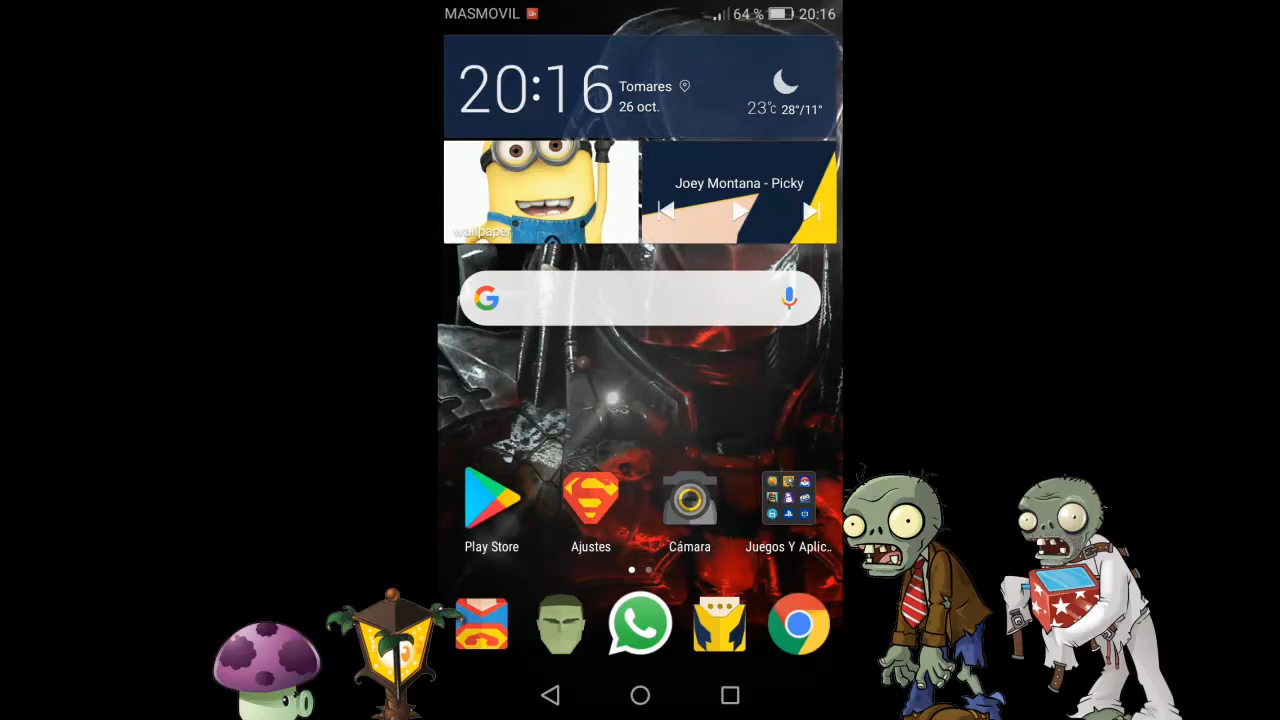 MASMOVIL 64 % 20:16
20:16
Tomares
26 oct.
23°C 28°/11°
wallpaper
Joey Montana - Picky
Play Store
Ajustes
Cámara
Juegos Y Aplic..